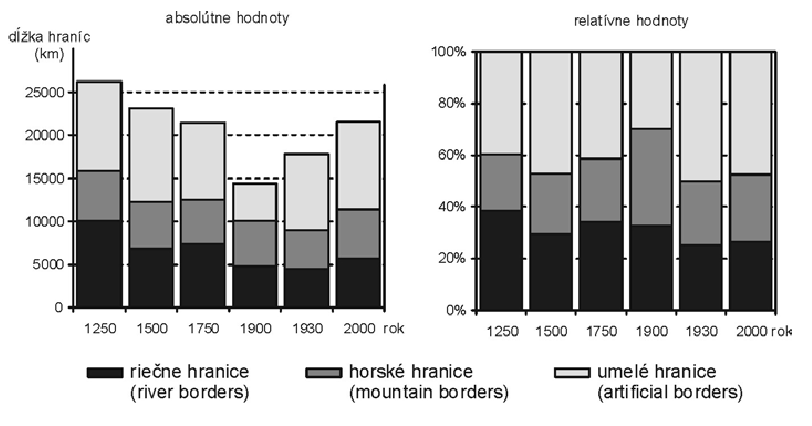 absolútne hodnoty
dĺžka hraníc
(km)
25000
20000
15000
10000
5000
0
1250 1500 1750 1900 1930 2000 rok
relatívne hodnoty
100%
80%
60%
40%
20%
0%
1250 1500 1750 1900 1930 2000 rok
riečne hranice
(river borders)
horské hranice
(mountain borders)
umelé hranice
(artificial borders)